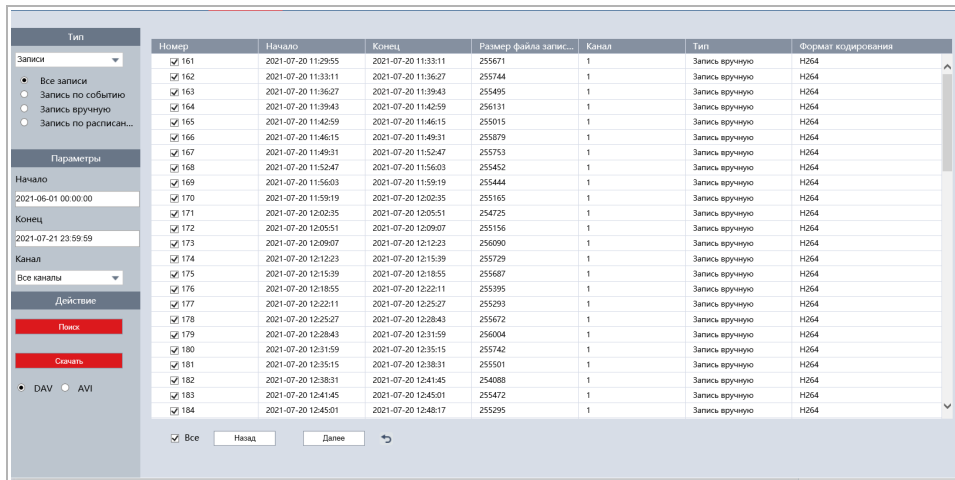 Тип
Записи
Все записи
Запись по событию
Запись вручную
Запись по расписан...
Параметры
Начало
2021-06-01 00:00:00
Конец
2021-07-21 23:59:59
Канал
Все каналы
Действие
Поиск
Скачать
DAV AVI
Номер Начало Конец Размер файла запис... Канал Тип Формат кодирования
161 2021-07-20 11:29:55 2021-07-20 11:33:11 255671 1 Запись вручную H264
162 2021-07-20 11:33:11 2021-07-20 11:36:27 255744 1 Запись вручную H264
163 2021-07-20 11:36:27 2021-07-20 11:39:43 255495 1 Запись вручную H264
164 2021-07-20 11:39:43 2021-07-20 11:42:59 256131 1 Запись вручную H264
165 2021-07-20 11:42:59 2021-07-20 11:46:15 255015 1 Запись вручную H264
166 2021-07-20 11:46:15 2021-07-20 11:49:31 255879 1 Запись вручную H264
167 2021-07-20 11:49:31 2021-07-20 11:52:47 255753 1 Запись вручную H264
168 2021-07-20 11:52:47 2021-07-20 11:56:03 255452 1 Запись вручную H264
169 2021-07-20 11:56:03 2021-07-20 11:59:19 255444 1 Запись вручную H264
170 2021-07-20 11:59:19 2021-07-20 12:02:35 255165 1 Запись вручную H264
171 2021-07-20 12:02:35 2021-07-20 12:05:51 254725 1 Запись вручную H264
172 2021-07-20 12:05:51 2021-07-20 12:09:07 255156 1 Запись вручную H264
173 2021-07-20 12:09:07 2021-07-20 12:12:23 256090 1 Запись вручную H264
174 2021-07-20 12:12:23 2021-07-20 12:15:39 255729 1 Запись вручную H264
175 2021-07-20 12:15:39 2021-07-20 12:18:55 255687 1 Запись вручную H264
176 2021-07-20 12:18:55 2021-07-20 12:22:11 255395 1 Запись вручную H264
177 2021-07-20 12:22:11 2021-07-20 12:25:27 255293 1 Запись вручную H264
178 2021-07-20 12:25:27 2021-07-20 12:28:43 255672 1 Запись вручную H264
179 2021-07-20 12:28:43 2021-07-20 12:31:59 256004 1 Запись вручную H264
180 2021-07-20 12:31:59 2021-07-20 12:35:15 255742 1 Запись вручную H264
181 2021-07-20 12:35:15 2021-07-20 12:38:31 255501 1 Запись вручную H264
182 2021-07-20 12:38:31 2021-07-20 12:41:45 254088 1 Запись вручную H264
183 2021-07-20 12:41:45 2021-07-20 12:45:01 255472 1 Запись вручную H264
184 2021-07-20 12:45:01 2021-07-20 12:48:17 255295 1 Запись вручную H264
Все Назад Далее